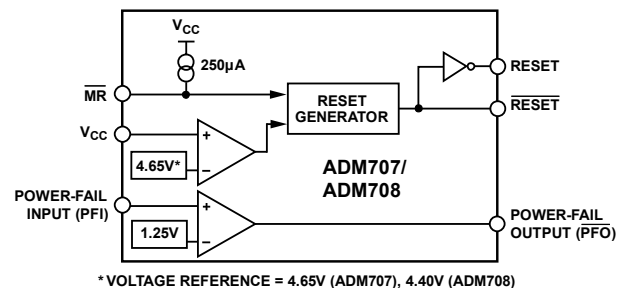 VCC
250µA
MR
RESET
GENERATOR
RESET
RESET
VCC
+
4.65V*
−
ADM707/
ADM708
POWER-FAIL
INPUT (PFI)
+
1.25V
−
POWER-FAIL
OUTPUT (PFO)
* VOLTAGE REFERENCE = 4.65V (ADM707), 4.40V (ADM708)